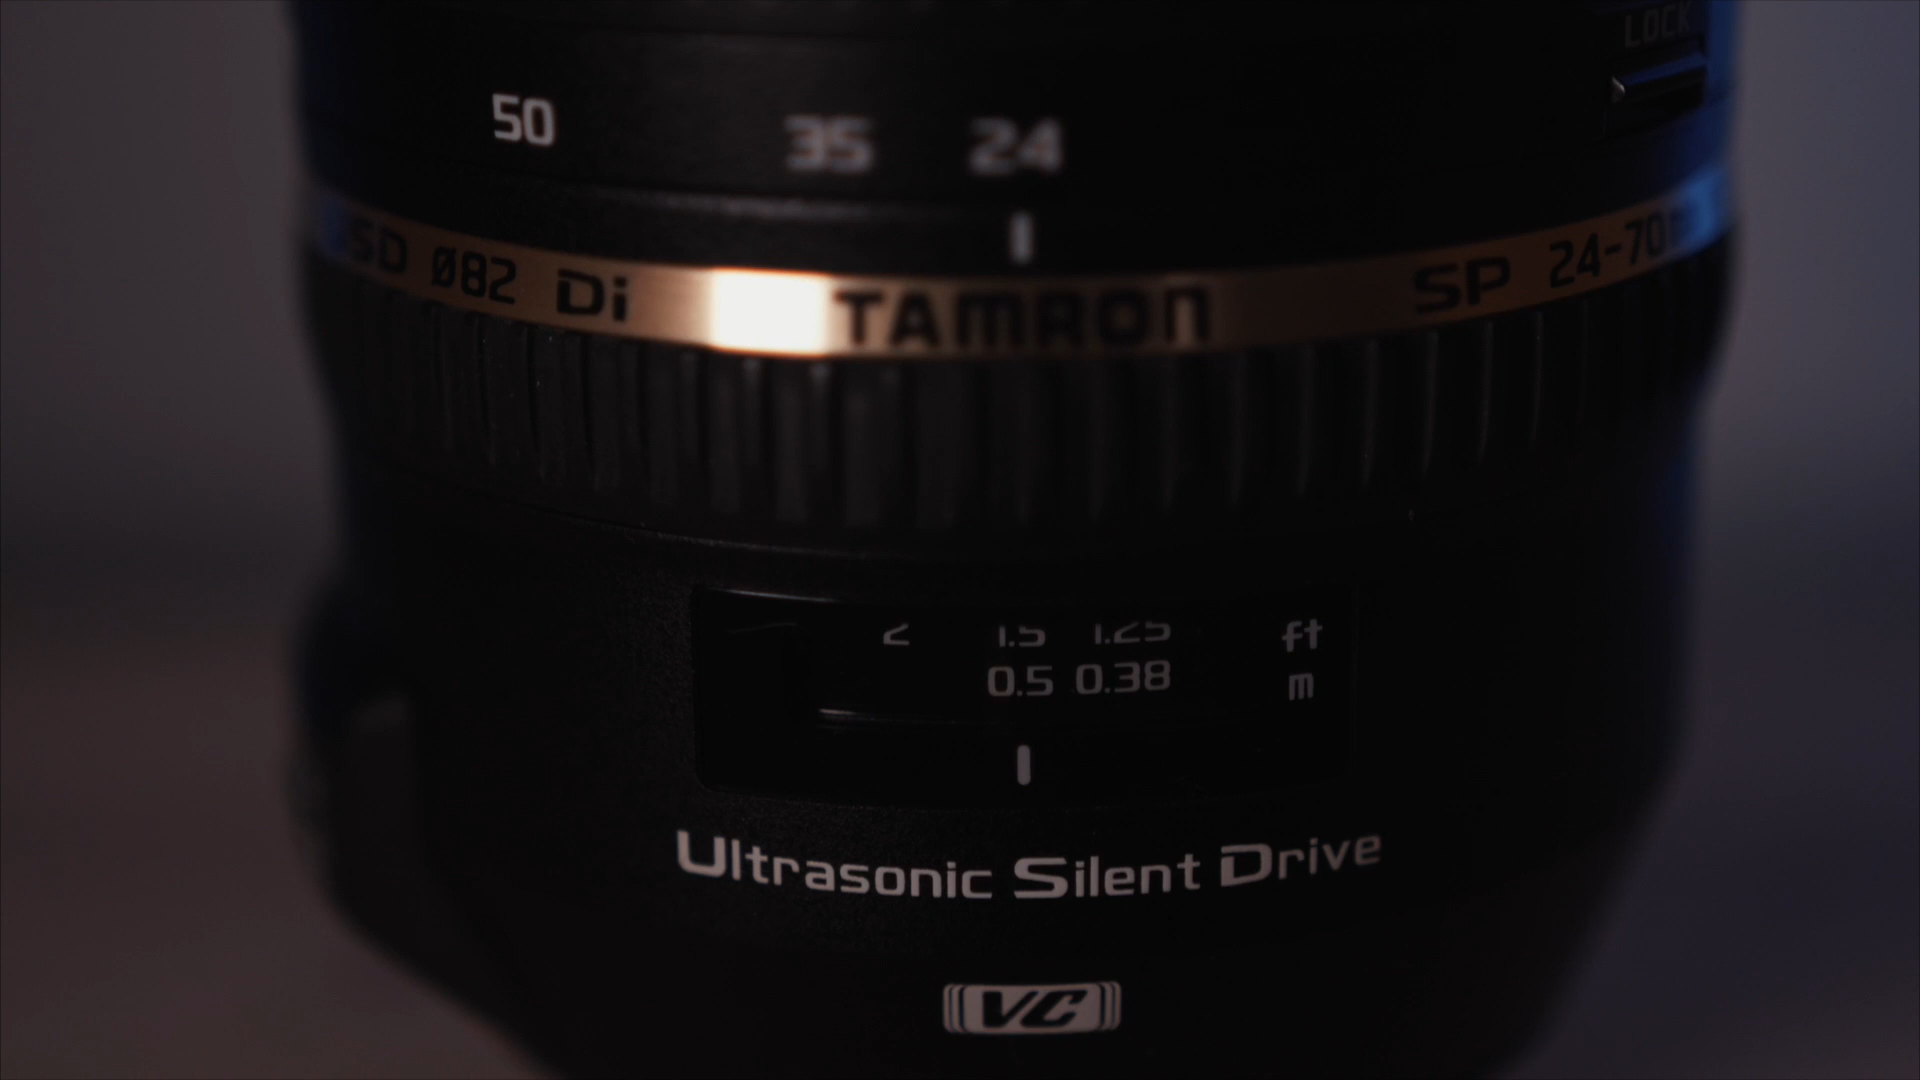 LOCK
50 35 24
SD Ø82 Di TAMRON SP 24-70m
2 1.5 1.25 ft
0.5 0.38 m
Ultrasonic Silent Drive
VC